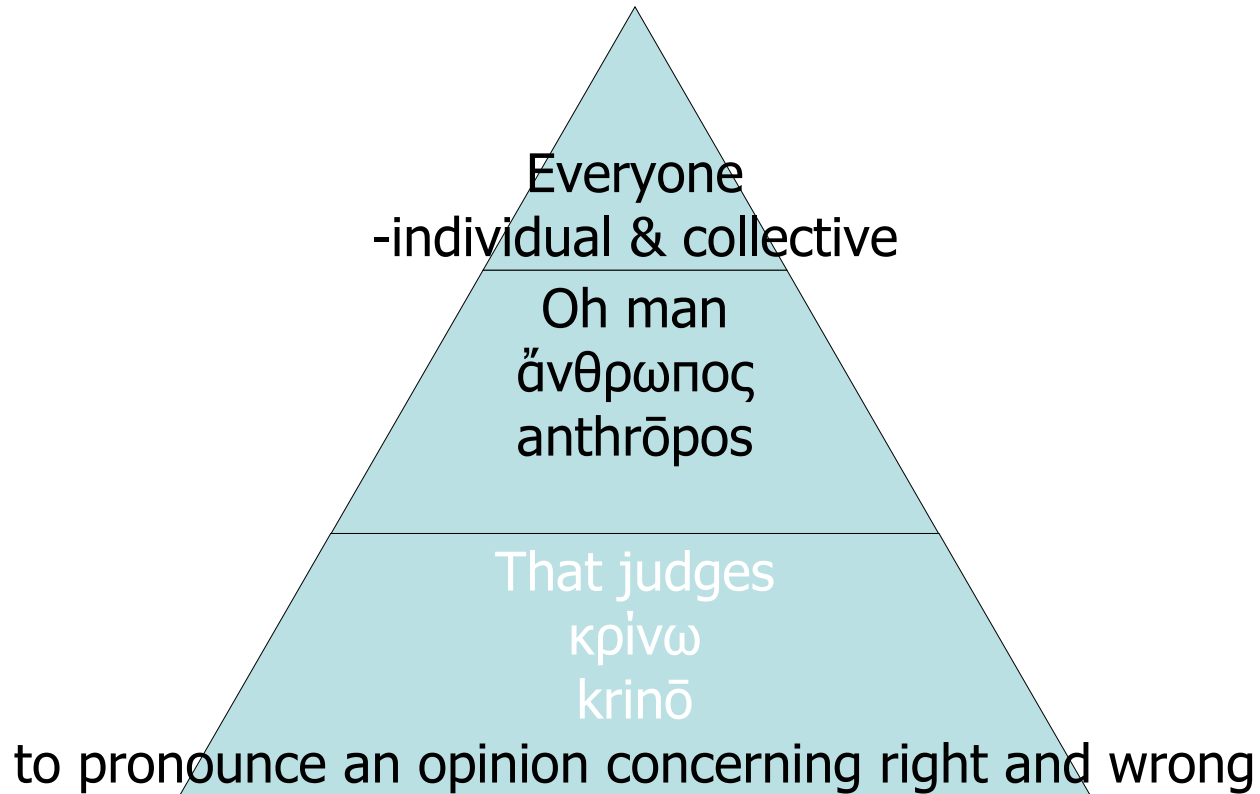 Everyone
-individual & collective
Oh man
ἄνθρωπος
anthrōpos
That judges
κρίνω
krinō
to pronounce an opinion concerning right and wrong